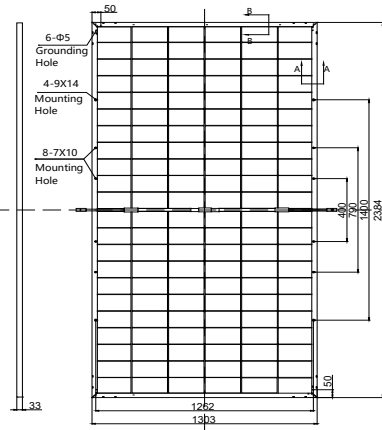 50
B
B
6-Φ5
Grounding
Hole
A
A
4-9X14
Mounting
Hole
8-7X10
Mounting
Hole
400
790
1400
2384
50
33
1262
1303